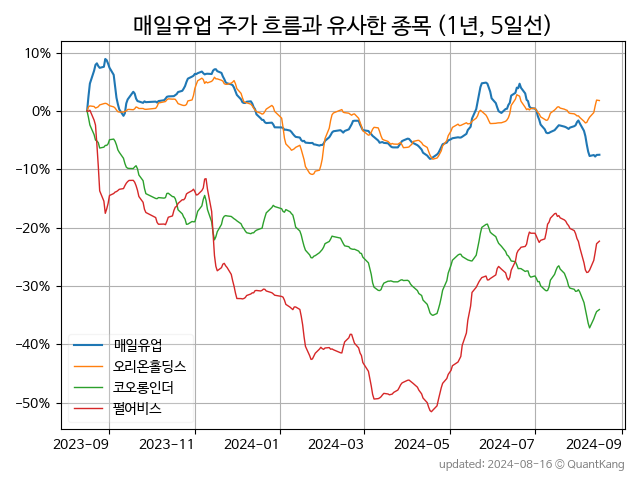 매일유업 주가 흐름과 유사한 종목 (1년, 5일선)
10%
0%
−10%
−20%
−30%
−40%
−50%
매일유업
오리온홀딩스
코오롱인더
펄어비스
2023-09
2023-11
2024-01
2024-03
2024-05
2024-07
2024-09
updated: 2024-08-16 © QuantKang